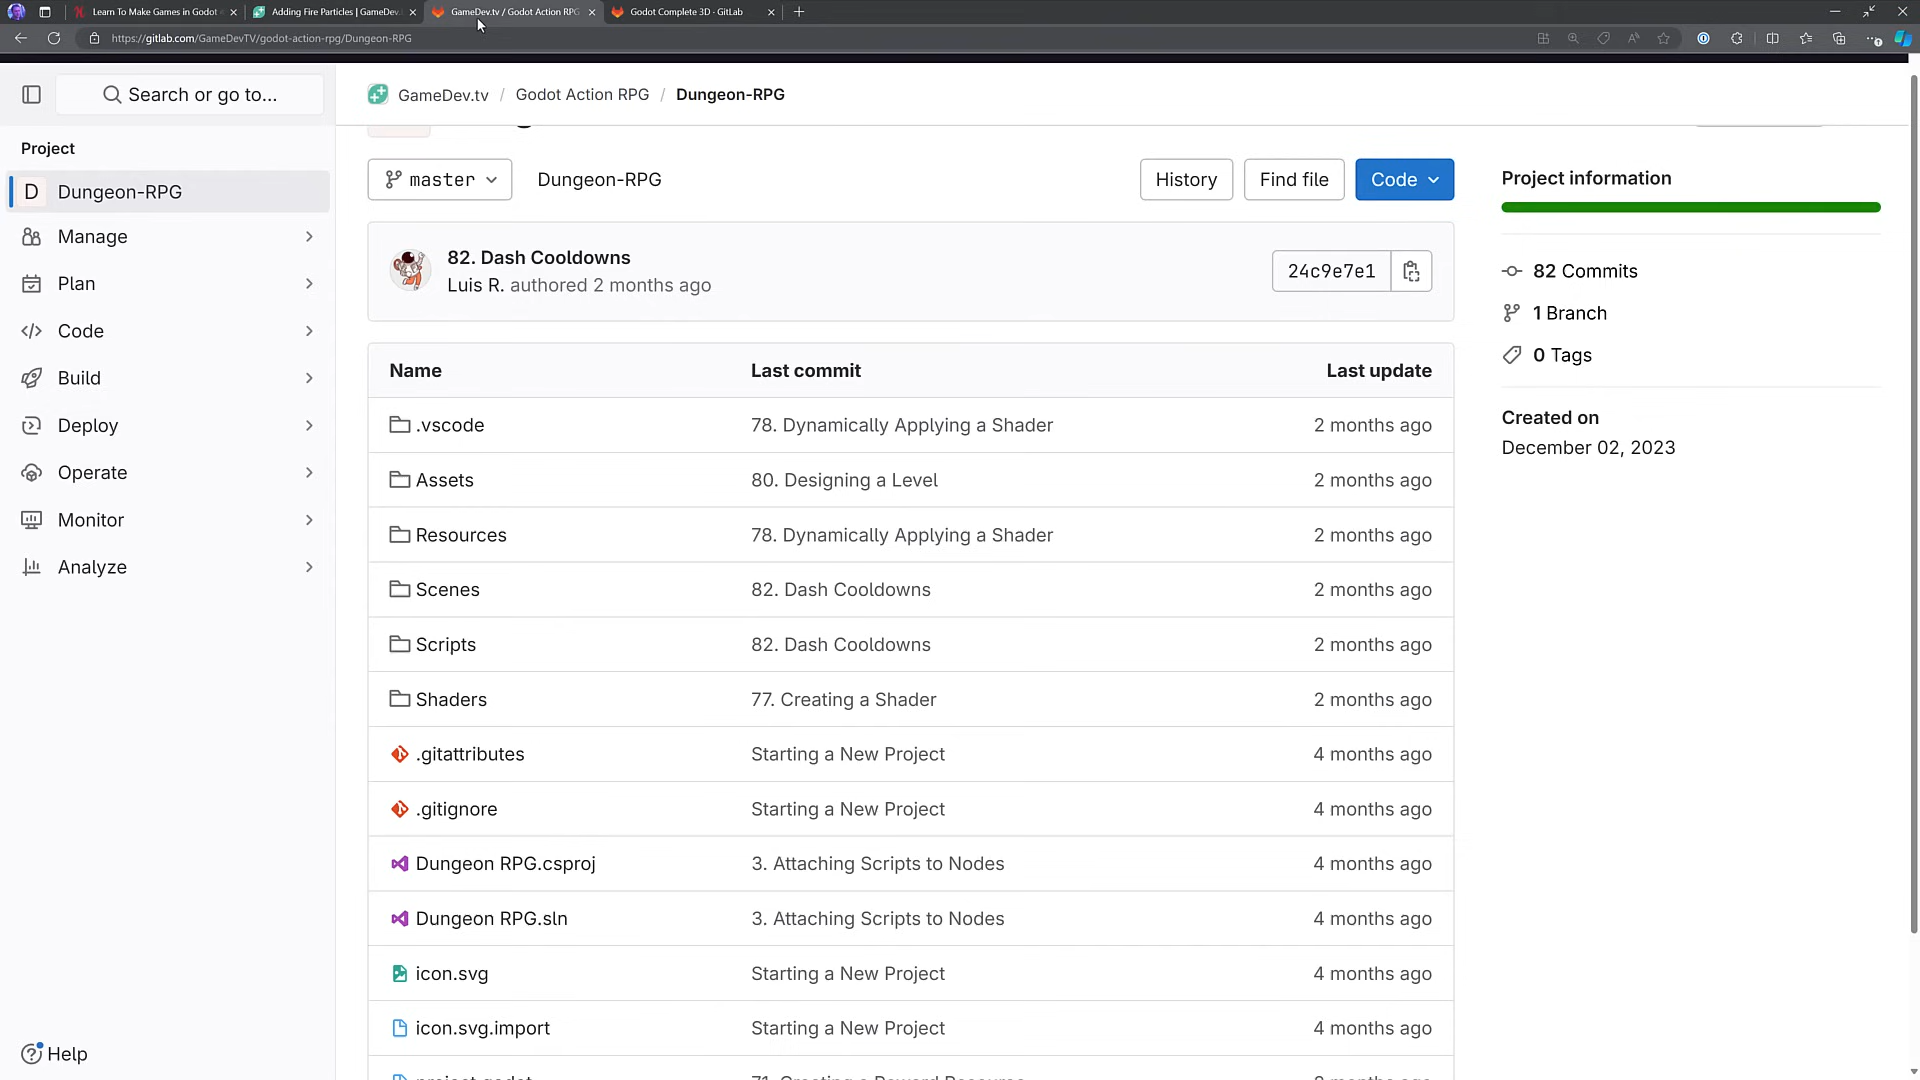 Learn To Make Games in Godot
Adding Fire Particles | GameDev.
GameDev.tv / Godot Action RPG
Godot Complete 3D · GitLab
https://gitlab.com/GameDevTV/godot-action-rpg/Dungeon-RPG
Search or go to...
GameDev.tv / Godot Action RPG / Dungeon-RPG
Project
D Dungeon-RPG
Manage
Plan
Code
Build
Deploy
Operate
Monitor
Analyze
Help
master
Dungeon-RPG
History
Find file
Code
82. Dash Cooldowns
Luis R. authored 2 months ago
24c9e7e1
Name Last commit Last update
.vscode 78. Dynamically Applying a Shader 2 months ago
Assets 80. Designing a Level 2 months ago
Resources 78. Dynamically Applying a Shader 2 months ago
Scenes 82. Dash Cooldowns 2 months ago
Scripts 82. Dash Cooldowns 2 months ago
Shaders 77. Creating a Shader 2 months ago
.gitattributes Starting a New Project 4 months ago
.gitignore Starting a New Project 4 months ago
Dungeon RPG.csproj 3. Attaching Scripts to Nodes 4 months ago
Dungeon RPG.sln 3. Attaching Scripts to Nodes 4 months ago
icon.svg Starting a New Project 4 months ago
icon.svg.import Starting a New Project 4 months ago
project.godot 71. Creating a Reward Resource
Project information
82 Commits
1 Branch
0 Tags
Created on
December 02, 2023